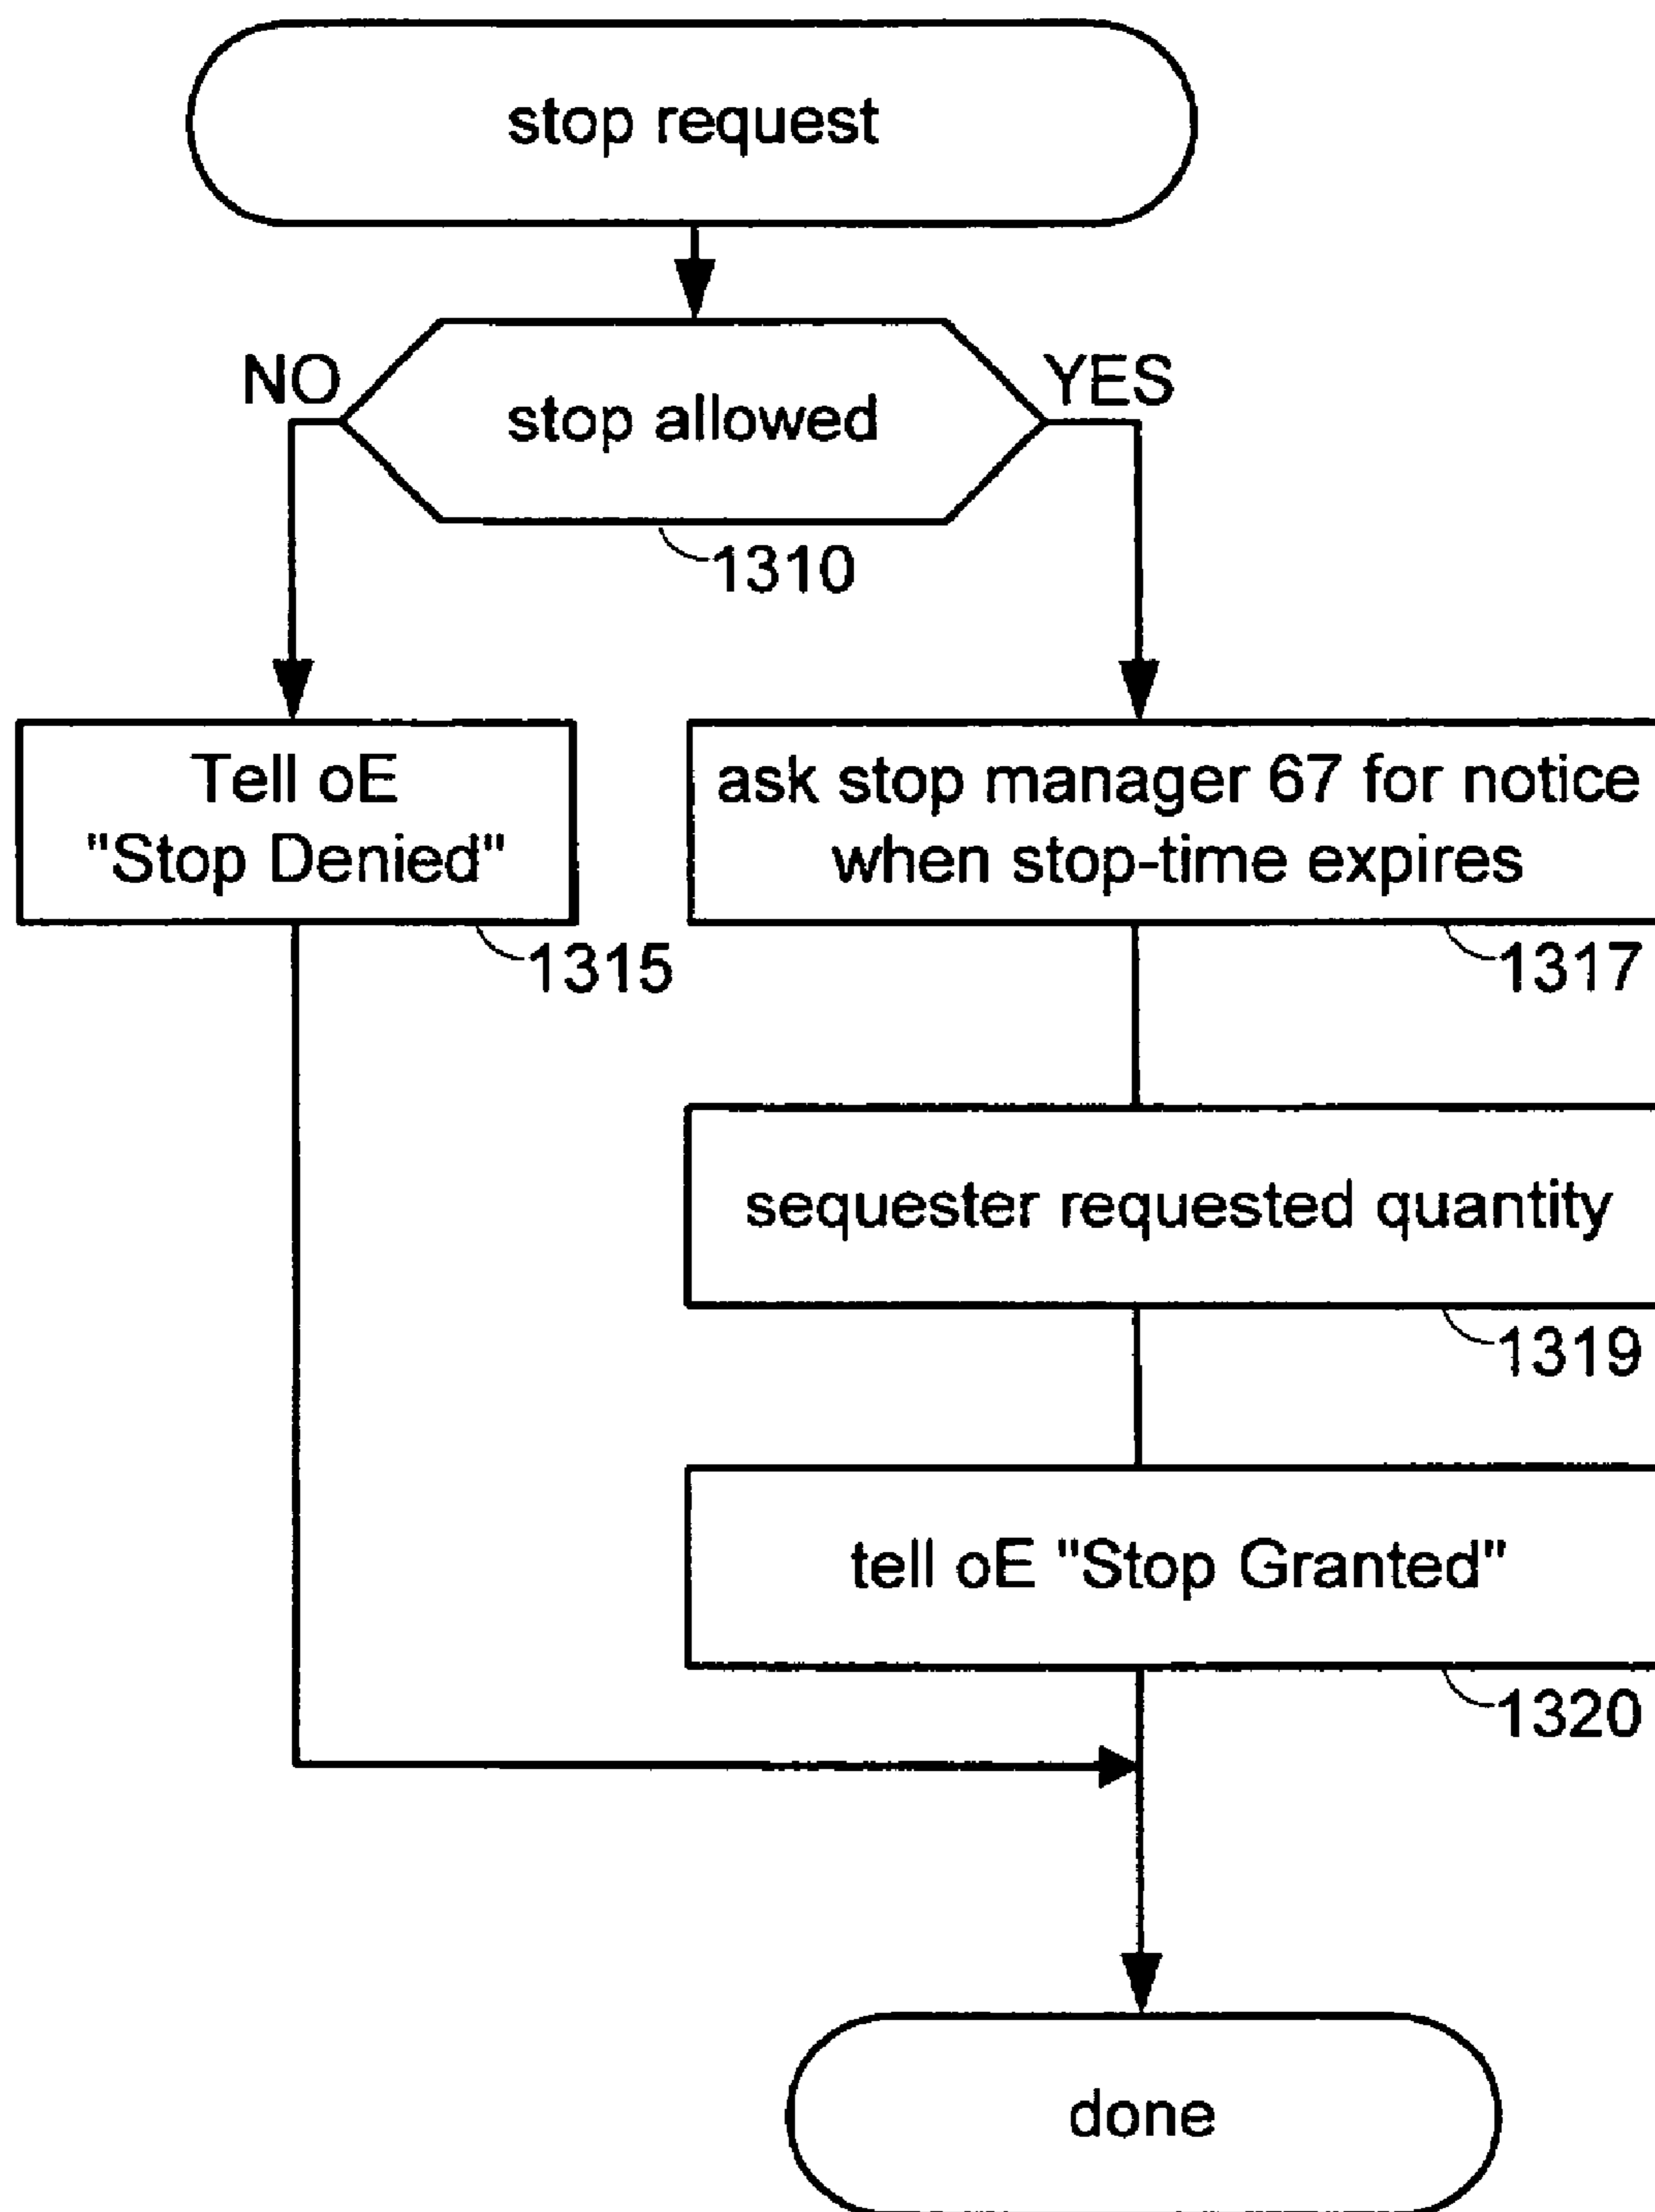 stop request
NO
YES
stop allowed
1310
Tell oE
"Stop Denied"
1315
ask stop manager 67 for notice
when stop-time expires
1317
sequester requested quantity
1319
tell oE "Stop Granted"
1320
done